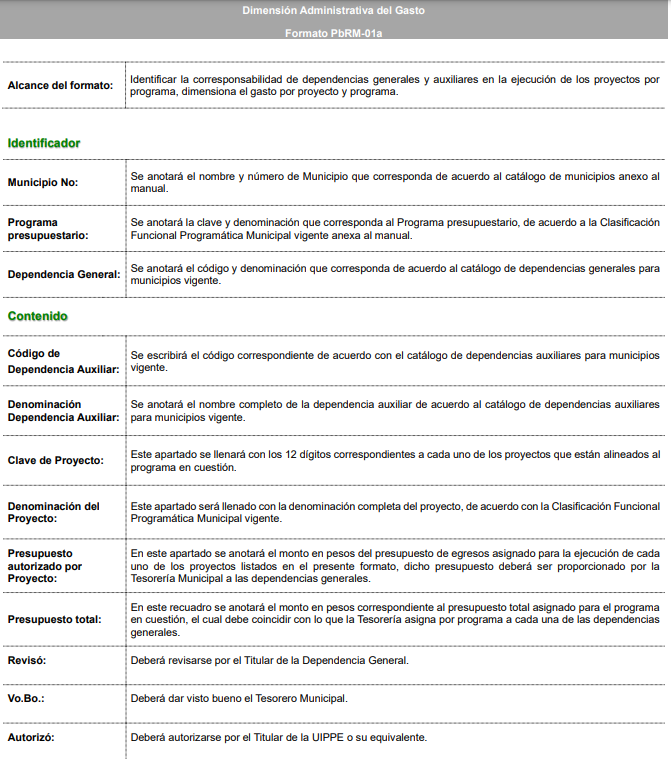 Dimensión Administrativa del Gasto
Formato PbRM-01a
Alcance del formato:
Identificar la corresponsabilidad de dependencias generales y auxiliares en la ejecución de los proyectos por
programa, dimensiona el gasto por proyecto y programa.
Identificador
Municipio No:
Se anotará el nombre y número de Municipio que corresponda de acuerdo al catálogo de municipios anexo al
manual.
Programa
presupuestario:
Se anotará la clave y denominación que corresponda al Programa presupuestario, de acuerdo a la Clasificación
Funcional Programática Municipal vigente anexa al manual.
Dependencia General:
Se anotará el código y denominación que corresponda de acuerdo al catálogo de dependencias generales para
municipios vigente.
Contenido
Código de
Dependencia Auxiliar:
Se escribirá el código correspondiente de acuerdo con el catálogo de dependencias auxiliares para municipios
vigente.
Denominación
Dependencia Auxiliar:
Se anotará el nombre completo de la dependencia auxiliar de acuerdo al catálogo de dependencias auxiliares
para municipios vigente.
Clave de Proyecto:
Este apartado se llenará con los 12 dígitos correspondientes a cada uno de los proyectos que están alineados al
programa en cuestión.
Denominación del
Proyecto:
Este apartado será llenado con la denominación completa del proyecto, de acuerdo con la Clasificación Funcional
Programática Municipal vigente.
Presupuesto
autorizado por
Proyecto:
En este apartado se anotará el monto en pesos del presupuesto de egresos asignado para la ejecución de cada
uno de los proyectos listados en el presente formato, dicho presupuesto deberá ser proporcionado por la
Tesorería Municipal a las dependencias generales.
Presupuesto total:
En este recuadro se anotará el monto en pesos correspondiente al presupuesto total asignado para el programa
en cuestión, el cual debe coincidir con lo que la Tesorería asigna por programa a cada una de las dependencias
generales.
Revisó:
Deberá revisarse por el Titular de la Dependencia General.
Vo.Bo.:
Deberá dar visto bueno el Tesorero Municipal.
Autorizó:
Deberá autorizarse por el Titular de la UIPPE o su equivalente.